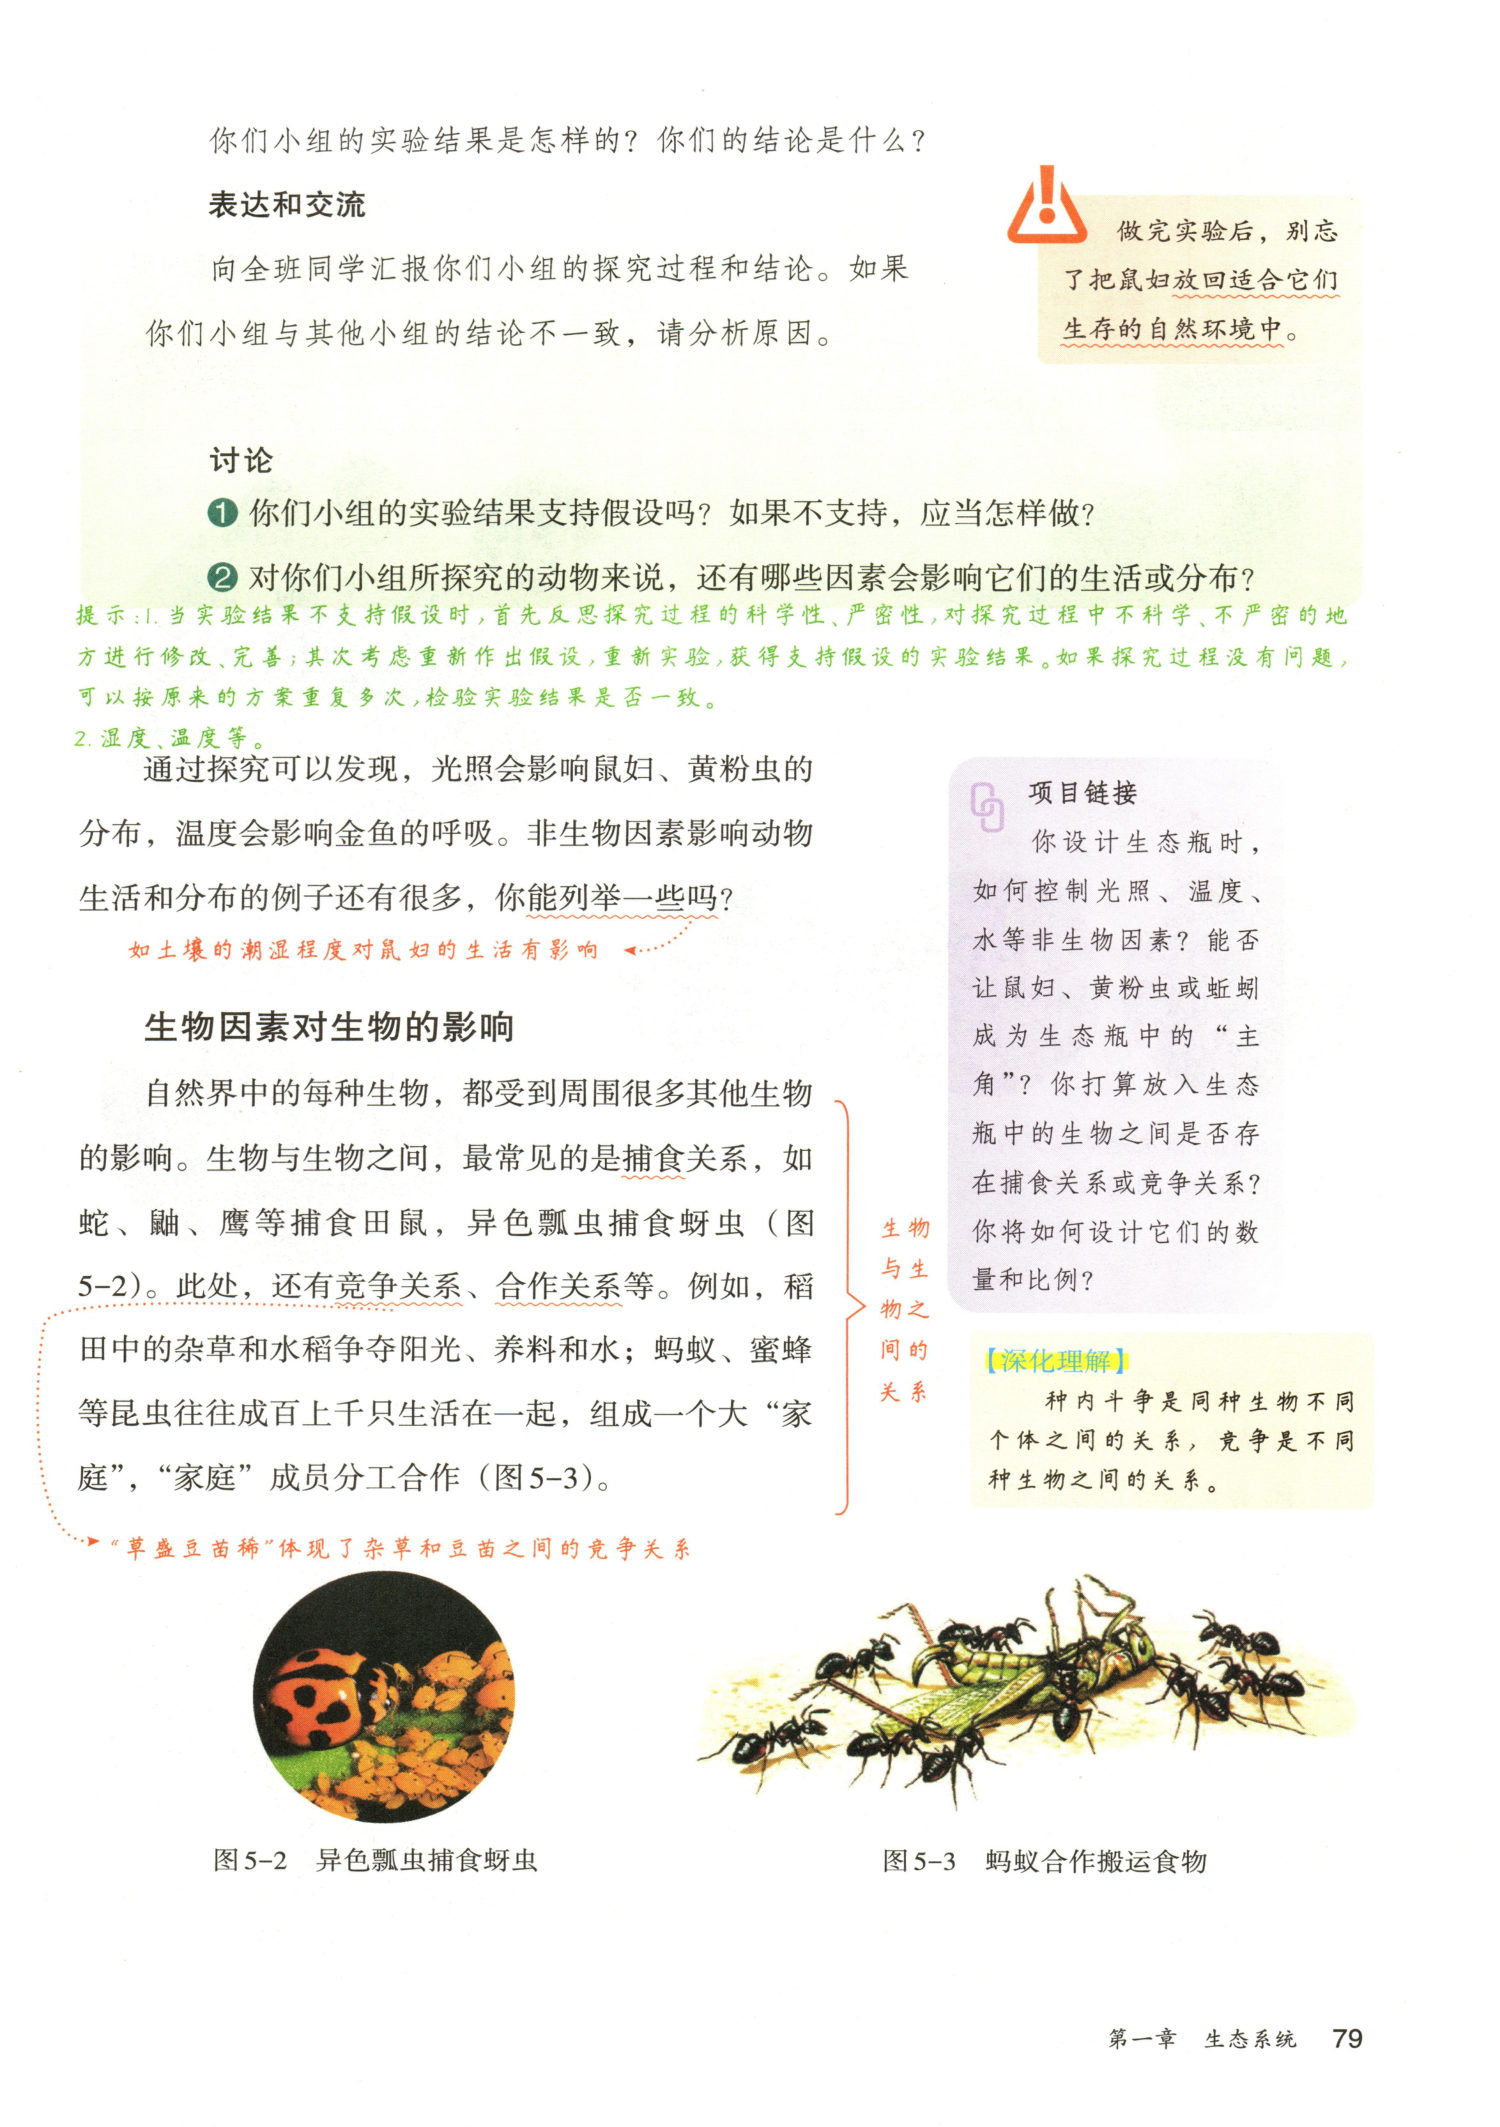 你们小组的实验结果是怎样的？你们的结论是什么？
表达和交流
向全班同学汇报你们小组的探究过程和结论。如果
你们小组与其他小组的结论不一致，请分析原因。
做完实验后，别忘
了把鼠妇放回适合它们
生存的自然环境中。
讨论
1 你们小组的实验结果支持假设吗？如果不支持，应当怎样做？
2 对你们小组所探究的动物来说，还有哪些因素会影响它们的生活或分布？
提示:1.当实验结果不支持假设时,首先反思探究过程的科学性、严密性,对探究过程中不科学、不严密的地
方进行修改、完善;其次考虑重新作出假设,重新实验,获得支持假设的实验结果。如果探究过程没有问题,
可以按原来的方案重复多次,检验实验结果是否一致。
2.湿度、温度等。
通过探究可以发现，光照会影响鼠妇、黄粉虫的
分布，温度会影响金鱼的呼吸。非生物因素影响动物
生活和分布的例子还有很多，你能列举一些吗？
如土壤的潮湿程度对鼠妇的生活有影响
生物因素对生物的影响
自然界中的每种生物，都受到周围很多其他生物
的影响。生物与生物之间，最常见的是捕食关系，如
蛇、鼬、鹰等捕食田鼠，异色瓢虫捕食蚜虫（图
5-2）。此处，还有竞争关系、合作关系等。例如，稻
田中的杂草和水稻争夺阳光、养料和水；蚂蚁、蜜蜂
等昆虫往往成百上千只生活在一起，组成一个大“家
庭”，“家庭”成员分工合作（图5-3）。
生物
与生
物之
间的
关系
“草盛豆苗稀”体现了杂草和豆苗之间的竞争关系
项目链接
你设计生态瓶时，
如何控制光照、温度、
水等非生物因素？能否
让鼠妇、黄粉虫或蚯蚓
成为生态瓶中的“主
角”？你打算放入生态
瓶中的生物之间是否存
在捕食关系或竞争关系？
你将如何设计它们的数
量和比例？
【深化理解】
种内斗争是同种生物不同
个体之间的关系，竞争是不同
种生物之间的关系。
图5-2 异色瓢虫捕食蚜虫
图5-3 蚂蚁合作搬运食物
第一章 生态系统 79